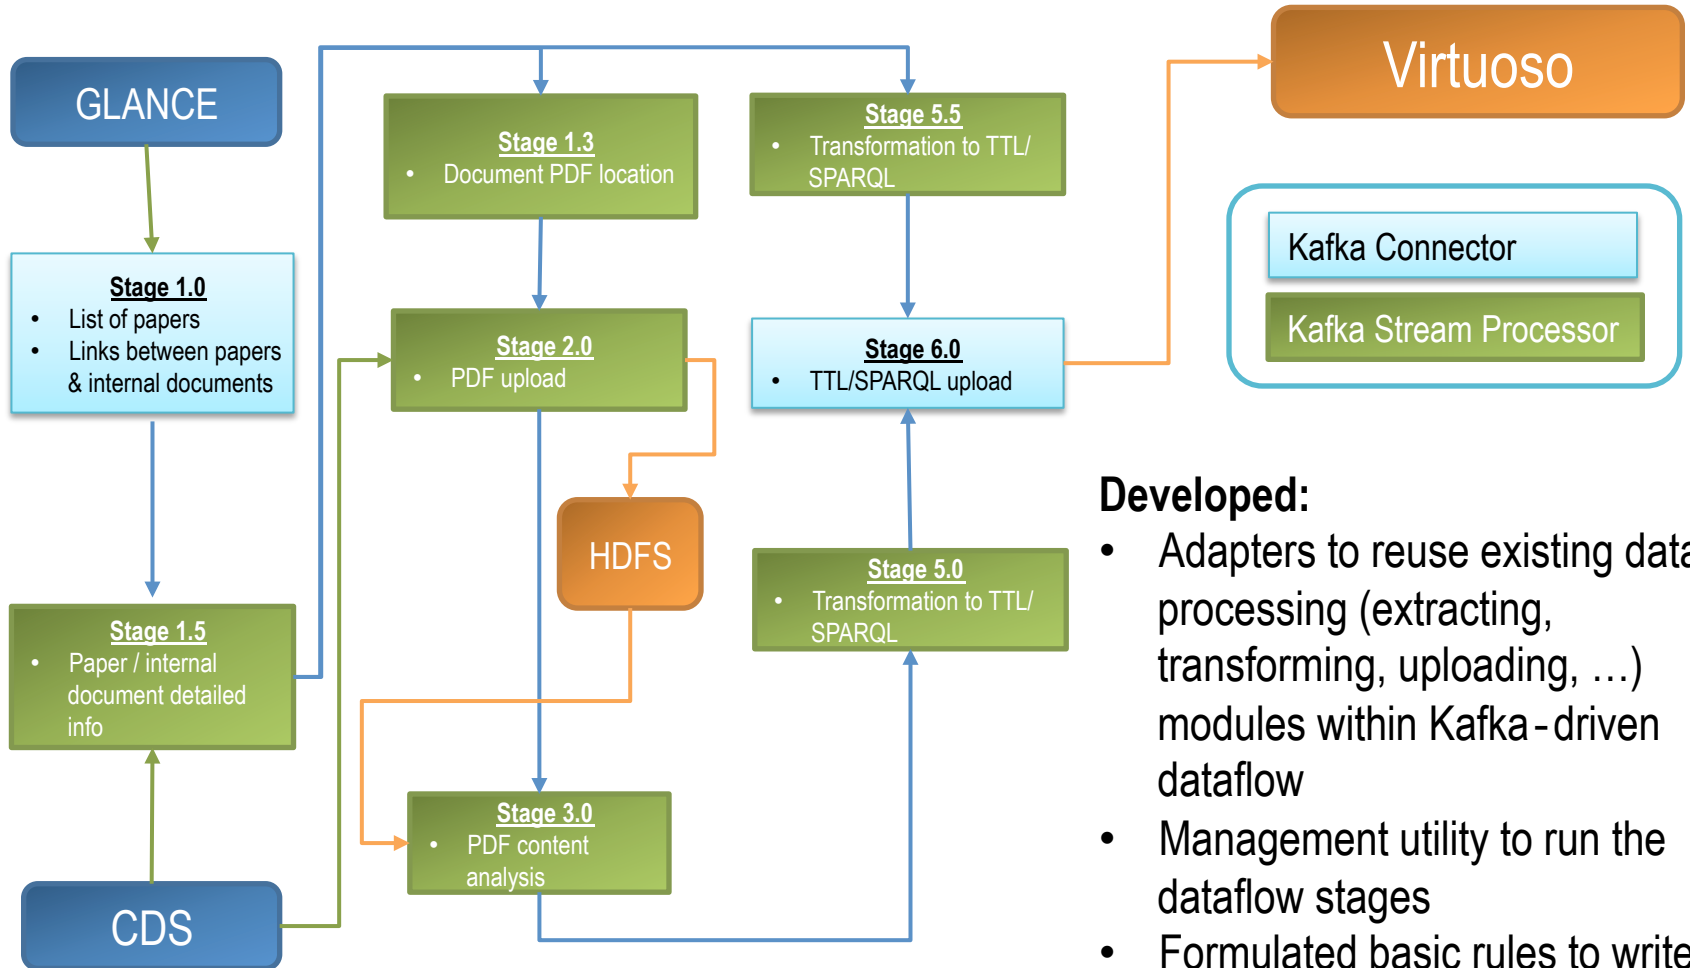 GLANCE
Stage 1.0
• List of papers
• Links between papers
& internal documents
Stage 1.5
• Paper / internal
document detailed
info
CDS
Stage 1.3
• Document PDF location
Stage 2.0
• PDF upload
HDFS
Stage 3.0
• PDF content
analysis
Stage 5.5
• Transformation to TTL/
SPARQL
Stage 6.0
• TTL/SPARQL upload
Stage 5.0
• Transformation to TTL/
SPARQL
Virtuoso
Kafka Connector
Kafka Stream Processor
Developed:
• Adapters to reuse existing data
processing (extracting,
transforming, uploading, …)
modules within Kafka-driven
dataflow
• Management utility to run the
dataflow stages
• Formulated basic rules to write